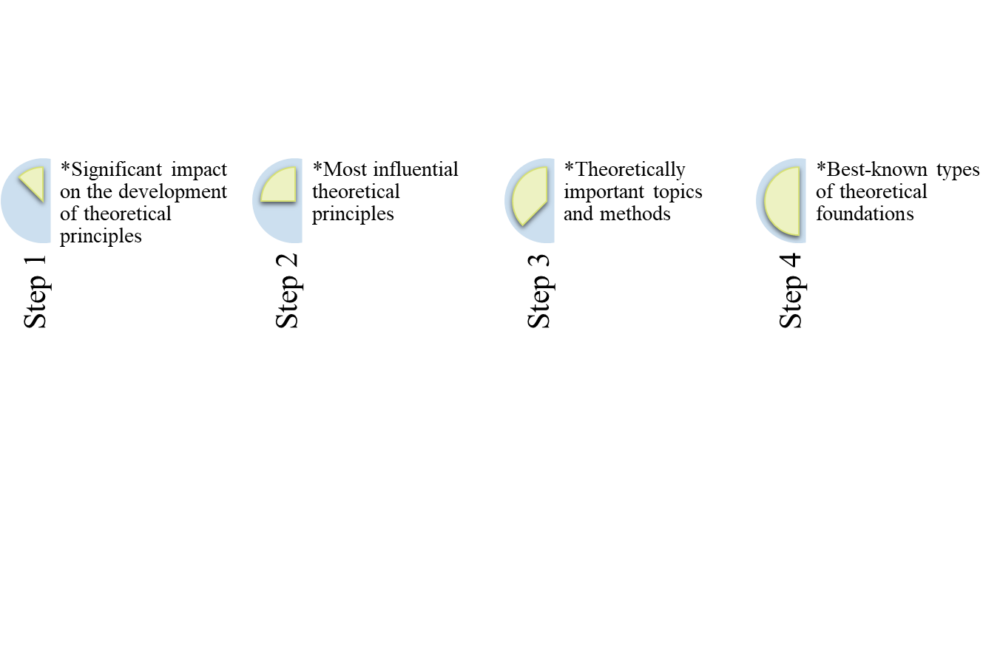 *Significant impact
on the development
of theoretical
principles
Step 1
*Most influential
theoretical
principles
Step 2
*Theoretically
important topics
and methods
Step 3
*Best-known types
of theoretical
foundations
Step 4